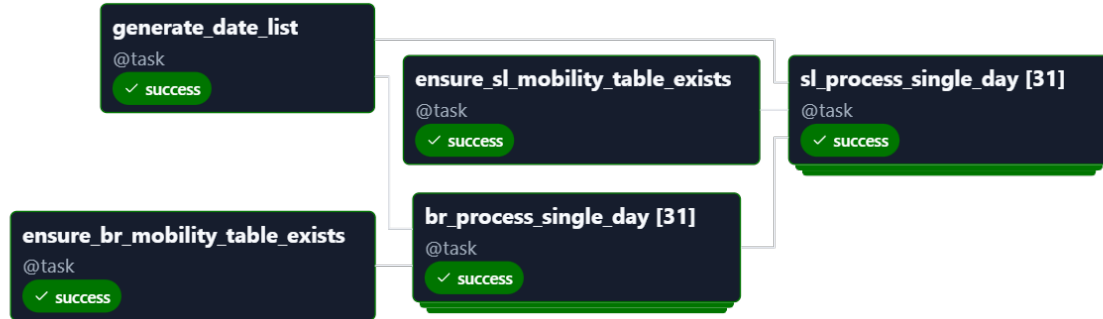 generate_date_list
@task
✓ success
ensure_sl_mobility_table_exists
@task
✓ success
sl_process_single_day [31]
@task
✓ success
ensure_br_mobility_table_exists
@task
✓ success
br_process_single_day [31]
@task
✓ success